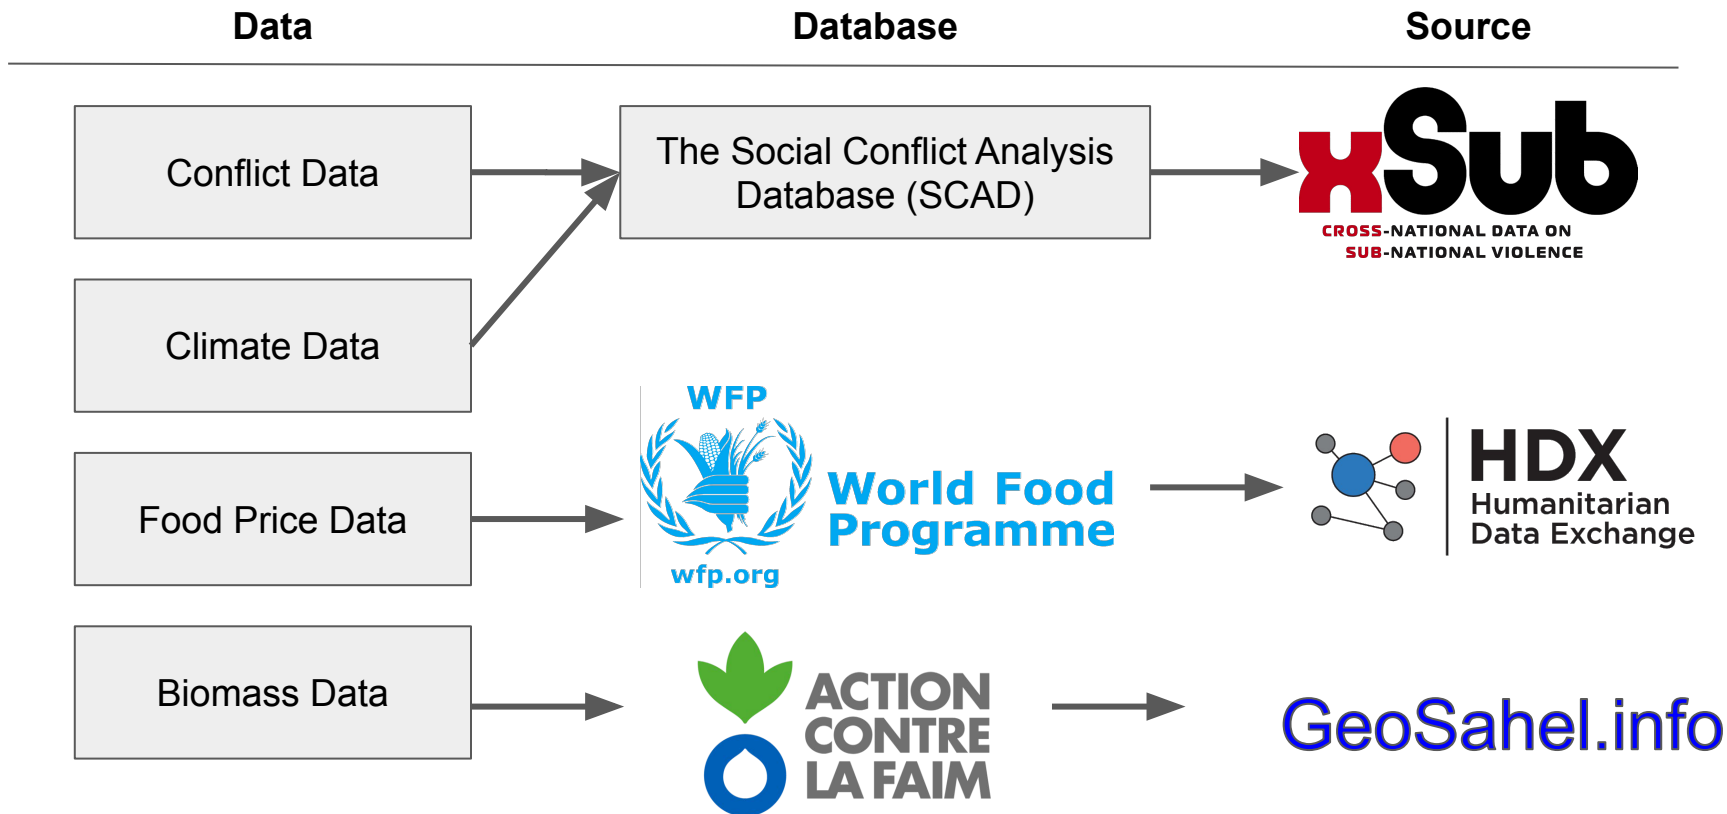 Data
Database
Source
Conflict Data
The Social Conflict Analysis
Database (SCAD)
xSub
CROSS-NATIONAL DATA ON
SUB-NATIONAL VIOLENCE
Climate Data
Food Price Data
WFP
World Food
Programme
wfp.org
HDX
Humanitarian
Data Exchange
Biomass Data
ACTION
CONTRE
LA FAIM
GeoSahel.info